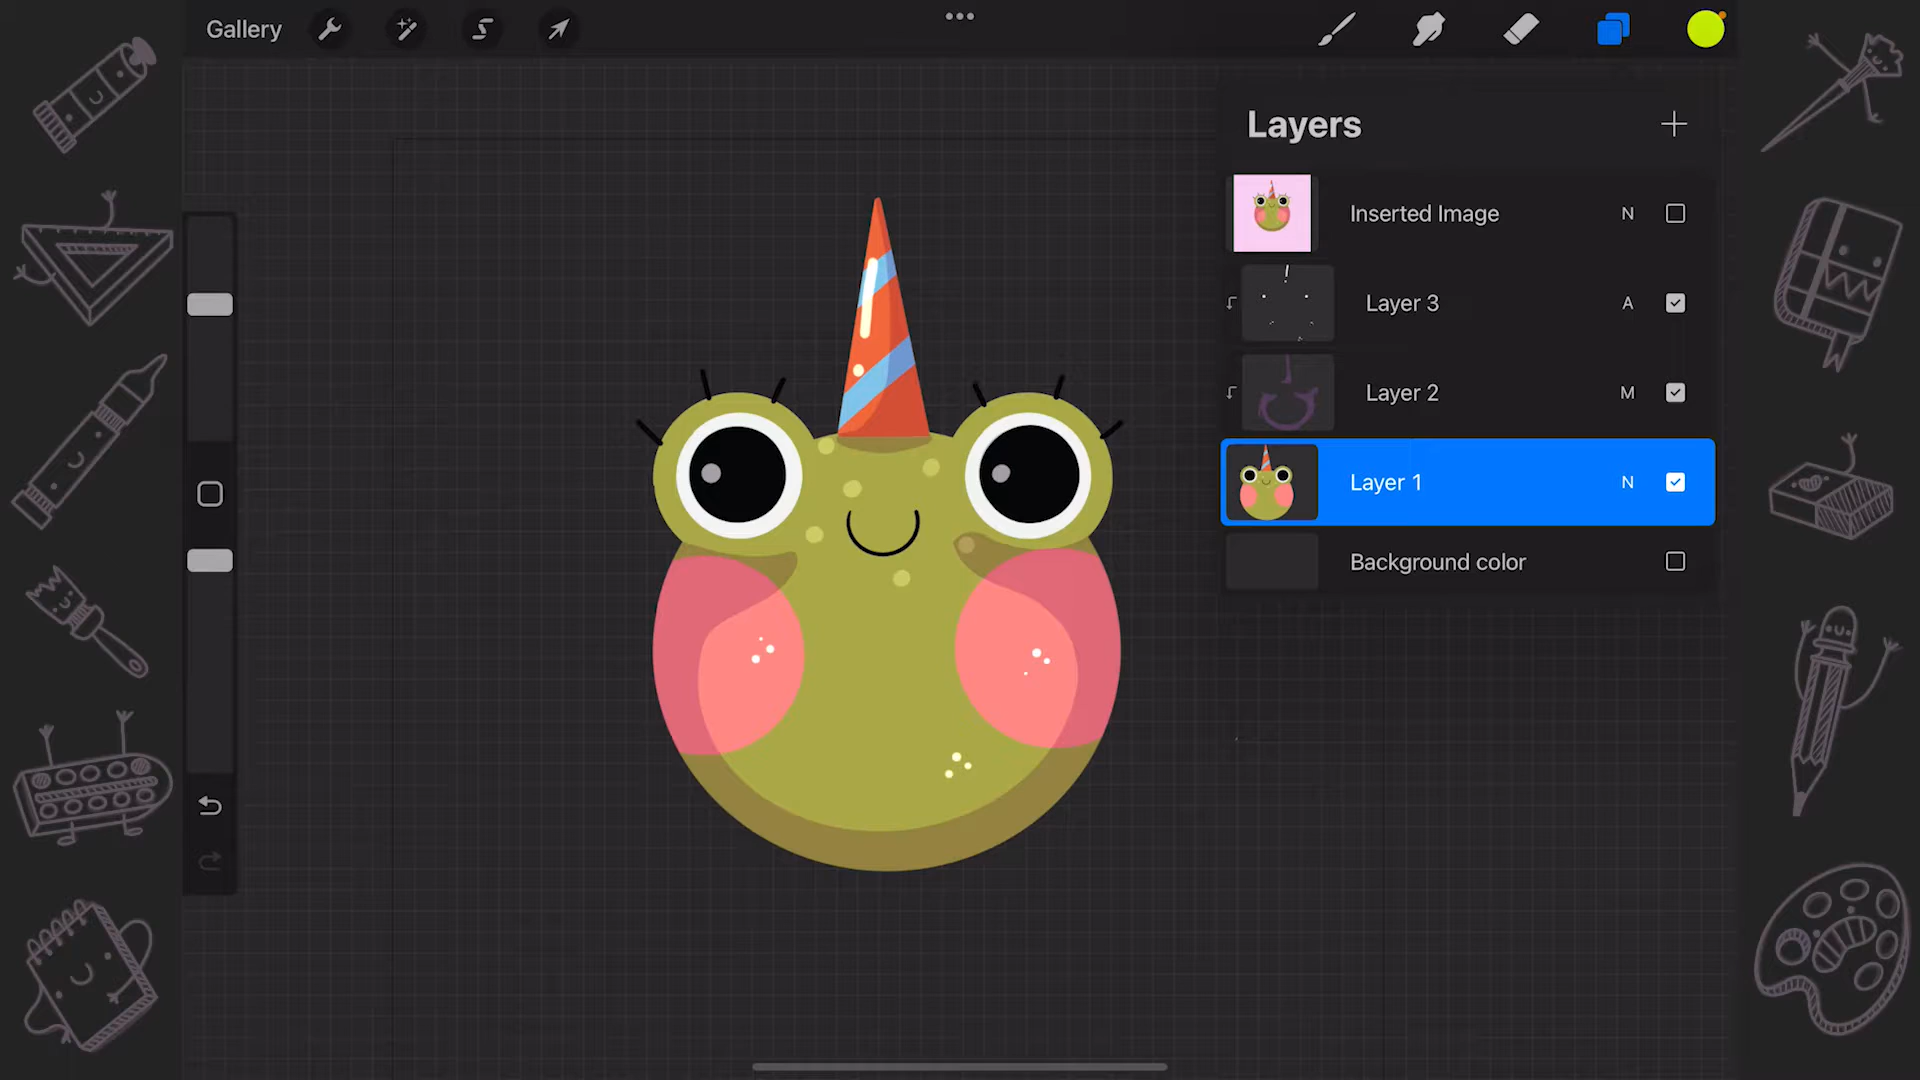 Gallery
Layers
Inserted Image N
Layer 3 A
Layer 2 M
Layer 1 N
Background color